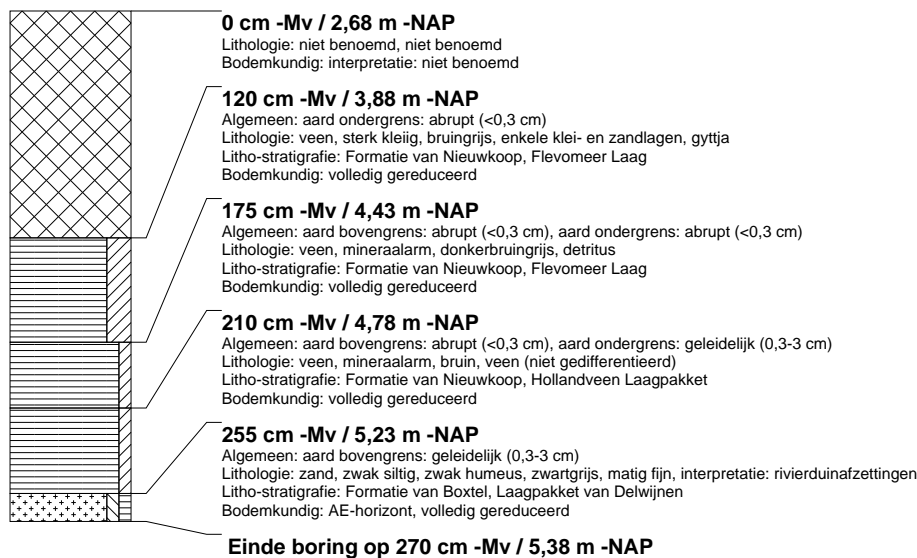 0 cm -Mv / 2,68 m -NAP
Lithologie: niet benoemd, niet benoemd
Bodemkundig: interpretatie: niet benoemd
120 cm -Mv / 3,88 m -NAP
Algemeen: aard ondergrens: abrupt (<0,3 cm)
Lithologie: veen, sterk kleiig, bruingrijs, enkele klei- en zandlagen, gyttja
Litho-stratigrafie: Formatie van Nieuwkoop, Flevomeer Laag
Bodemkundig: volledig gereduceerd
175 cm -Mv / 4,43 m -NAP
Algemeen: aard bovengrens: abrupt (<0,3 cm), aard ondergrens: abrupt (<0,3 cm)
Lithologie: veen, mineraalarm, donkerbruingrijs, detritus
Litho-stratigrafie: Formatie van Nieuwkoop, Flevomeer Laag
Bodemkundig: volledig gereduceerd
210 cm -Mv / 4,78 m -NAP
Algemeen: aard bovengrens: abrupt (<0,3 cm), aard ondergrens: geleidelijk (0,3-3 cm)
Lithologie: veen, mineraalarm, bruin, veen (niet gedifferentieerd)
Litho-stratigrafie: Formatie van Nieuwkoop, Hollandveen Laagpakket
Bodemkundig: volledig gereduceerd
255 cm -Mv / 5,23 m -NAP
Algemeen: aard bovengrens: geleidelijk (0,3-3 cm)
Lithologie: zand, zwak siltig, zwak humeus, zwartgrijs, matig fijn, interpretatie: rivierduinafzettingen
Litho-stratigrafie: Formatie van Boxtel, Laagpakket van Delwijnen
Bodemkundig: AE-horizont, volledig gereduceerd
Einde boring op 270 cm -Mv / 5,38 m -NAP